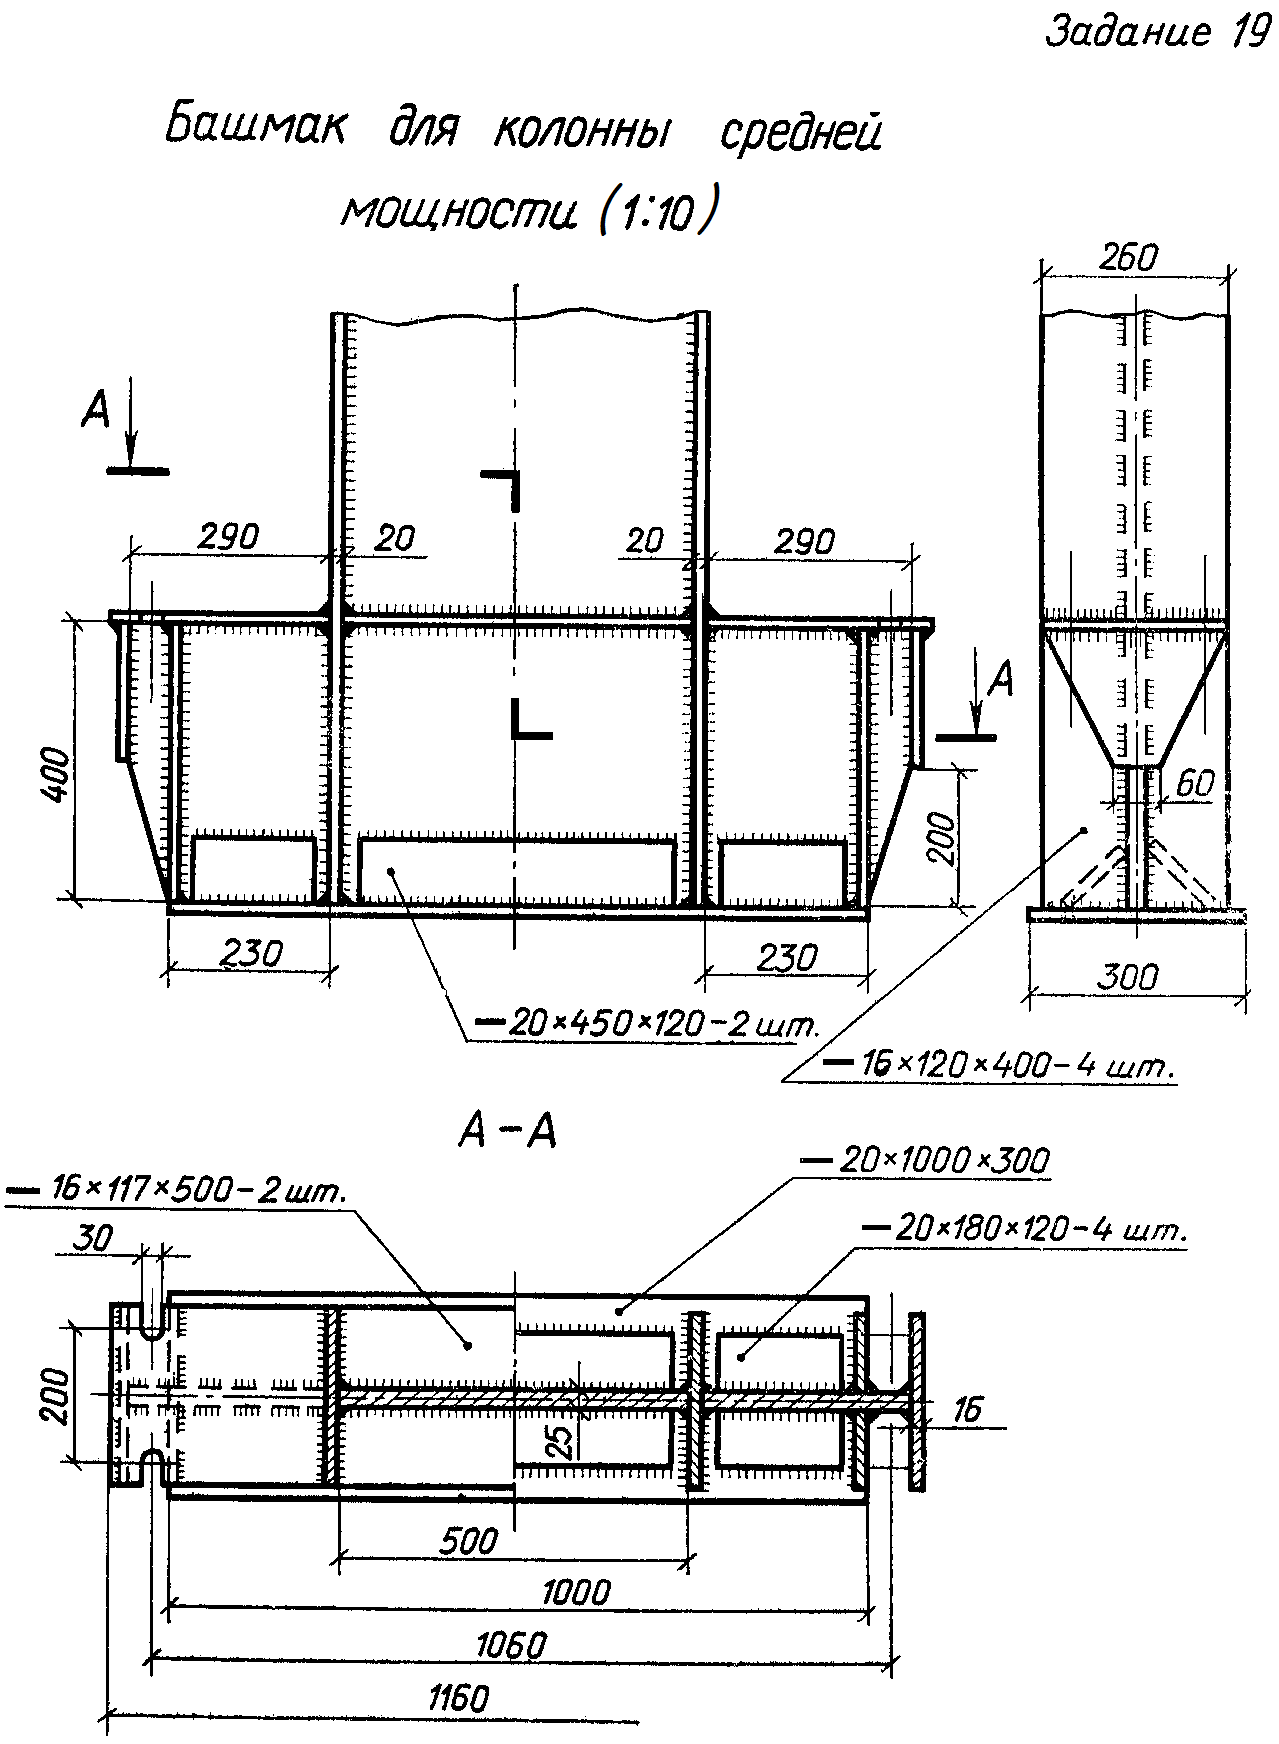 Задание 19
Башмак для колонны средней
мощности (1:10)
260
А
290
20
20
290
А
400
200
60
230
230
300
—20×450×120–2 шт.
—16×120×400–4 шт.
А–А
—20×1000×300
—16×117×500–2 шт.
—20×180×120–4 шт.
30
200
25
16
500
1000
1060
1160